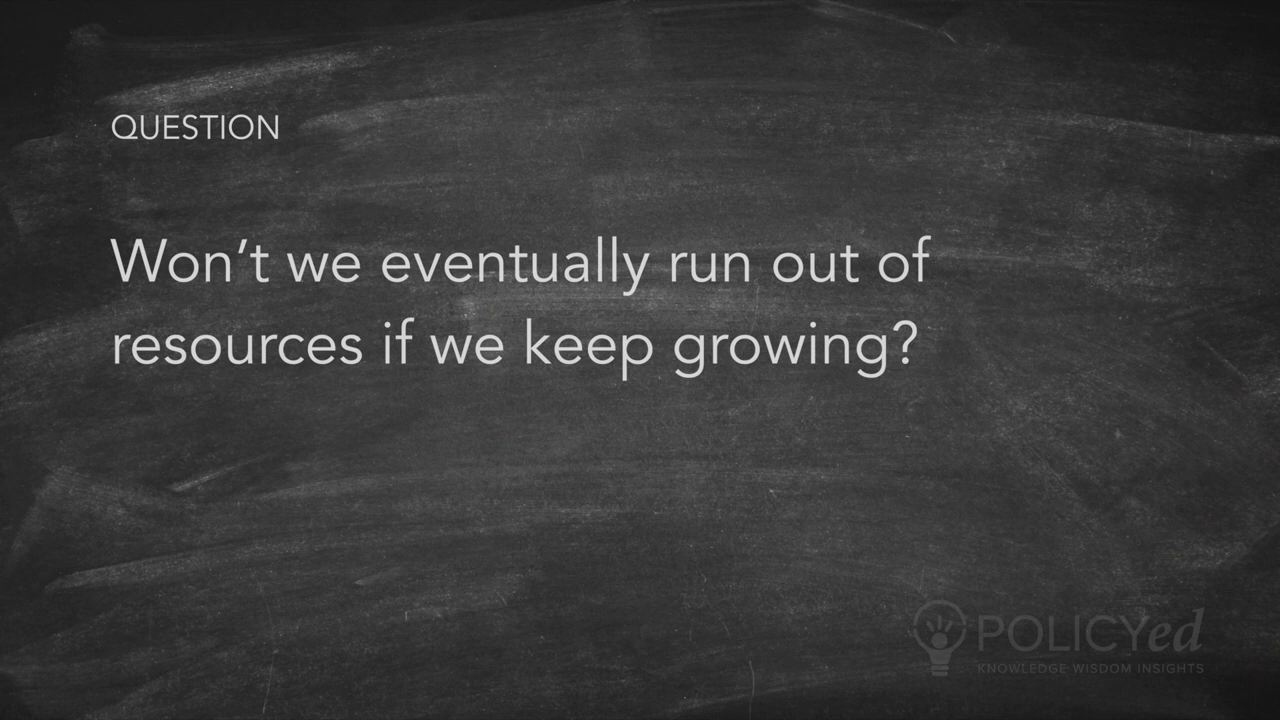 QUESTION
Won’t we eventually run out of
resources if we keep growing?
POLICYed
KNOWLEDGE WISDOM INSIGHTS